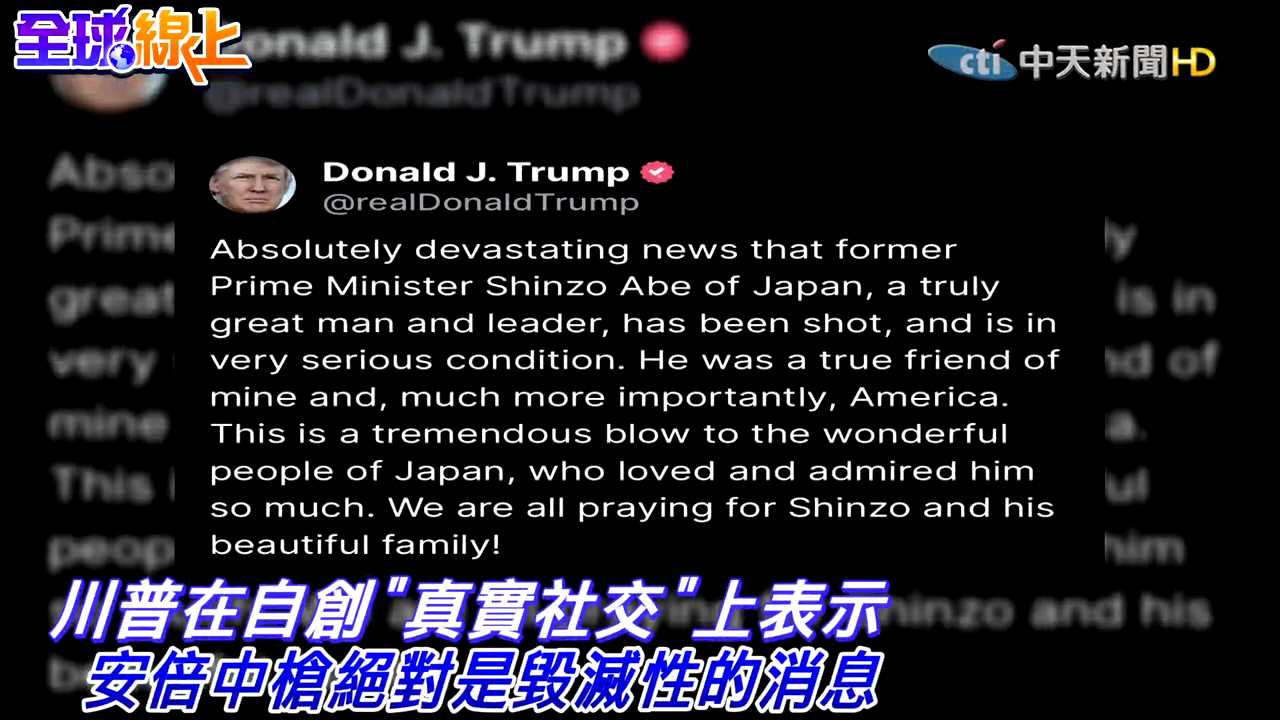 全球線上
cti 中天新聞HD
Donald J. Trump
@realDonaldTrump
Donald J. Trump
@realDonaldTrump
Absolutely devastating news that former
Prime Minister Shinzo Abe of Japan, a truly
great man and leader, has been shot, and is in
very serious condition. He was a true friend of
mine and, much more importantly, America.
This is a tremendous blow to the wonderful
people of Japan, who loved and admired him
so much. We are all praying for Shinzo and his
beautiful family!
川普在自創"真實社交"上表示
安倍中槍絕對是毀滅性的消息